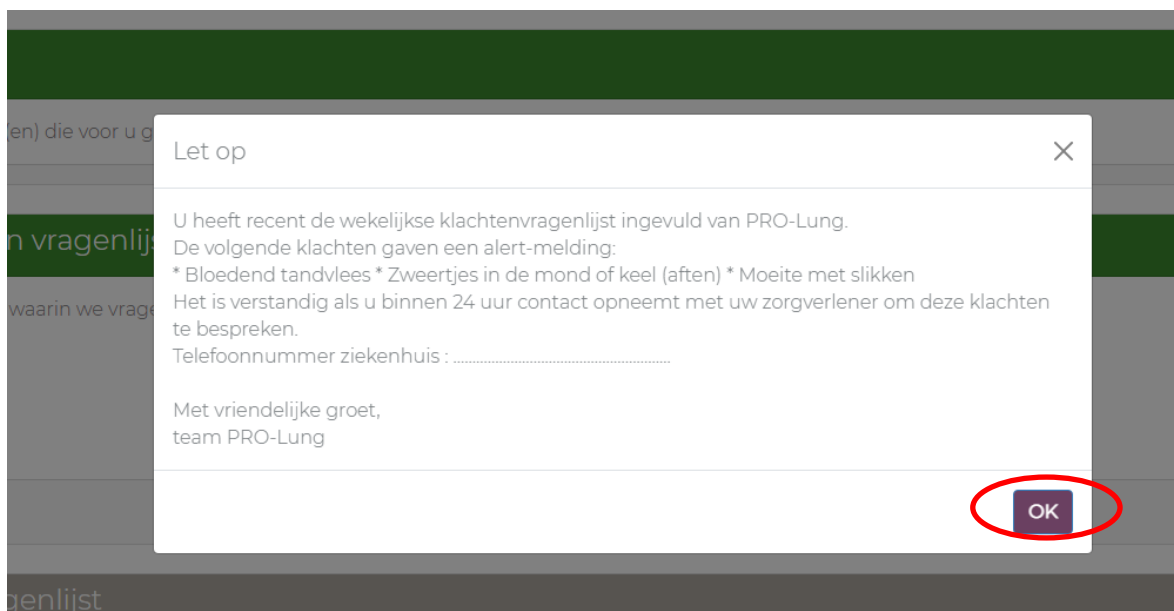 (en) die voor u g
Let op
n vragenlijs
U heeft recent de wekelijkse klachtenvragenlijst ingevuld van PRO-Lung.
De volgende klachten gaven een alert-melding:
* Bloedend tandvlees * Zweertjes in de mond of keel (aften) * Moeite met slikken
waarin we vrage
Het is verstandig als u binnen 24 uur contact opneemt met uw zorgverlener om deze klachten
te bespreken.
Telefoonnummer ziekenhuis : ............................................................
Met vriendelijke groet,
team PRO-Lung
OK
genlijst